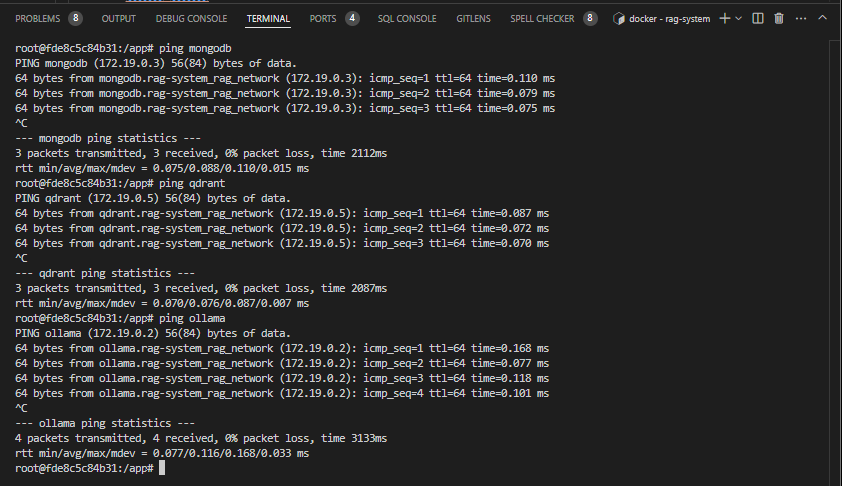 PROBLEMS 8 OUTPUT DEBUG CONSOLE TERMINAL PORTS 4 SQL CONSOLE GITLENS SPELL CHECKER 8 docker - rag-system
root@fde8c5c84b31:/app# ping mongodb
PING mongodb (172.19.0.3) 56(84) bytes of data.
64 bytes from mongodb.rag-system_rag_network (172.19.0.3): icmp_seq=1 ttl=64 time=0.110 ms
64 bytes from mongodb.rag-system_rag_network (172.19.0.3): icmp_seq=2 ttl=64 time=0.079 ms
64 bytes from mongodb.rag-system_rag_network (172.19.0.3): icmp_seq=3 ttl=64 time=0.075 ms
^C
--- mongodb ping statistics ---
3 packets transmitted, 3 received, 0% packet loss, time 2112ms
rtt min/avg/max/mdev = 0.075/0.088/0.110/0.015 ms
root@fde8c5c84b31:/app# ping qdrant
PING qdrant (172.19.0.5) 56(84) bytes of data.
64 bytes from qdrant.rag-system_rag_network (172.19.0.5): icmp_seq=1 ttl=64 time=0.087 ms
64 bytes from qdrant.rag-system_rag_network (172.19.0.5): icmp_seq=2 ttl=64 time=0.072 ms
64 bytes from qdrant.rag-system_rag_network (172.19.0.5): icmp_seq=3 ttl=64 time=0.070 ms
^C
--- qdrant ping statistics ---
3 packets transmitted, 3 received, 0% packet loss, time 2087ms
rtt min/avg/max/mdev = 0.070/0.076/0.087/0.007 ms
root@fde8c5c84b31:/app# ping ollama
PING ollama (172.19.0.2) 56(84) bytes of data.
64 bytes from ollama.rag-system_rag_network (172.19.0.2): icmp_seq=1 ttl=64 time=0.168 ms
64 bytes from ollama.rag-system_rag_network (172.19.0.2): icmp_seq=2 ttl=64 time=0.077 ms
64 bytes from ollama.rag-system_rag_network (172.19.0.2): icmp_seq=3 ttl=64 time=0.118 ms
64 bytes from ollama.rag-system_rag_network (172.19.0.2): icmp_seq=4 ttl=64 time=0.101 ms
^C
--- ollama ping statistics ---
4 packets transmitted, 4 received, 0% packet loss, time 3133ms
rtt min/avg/max/mdev = 0.077/0.116/0.168/0.033 ms
root@fde8c5c84b31:/app#